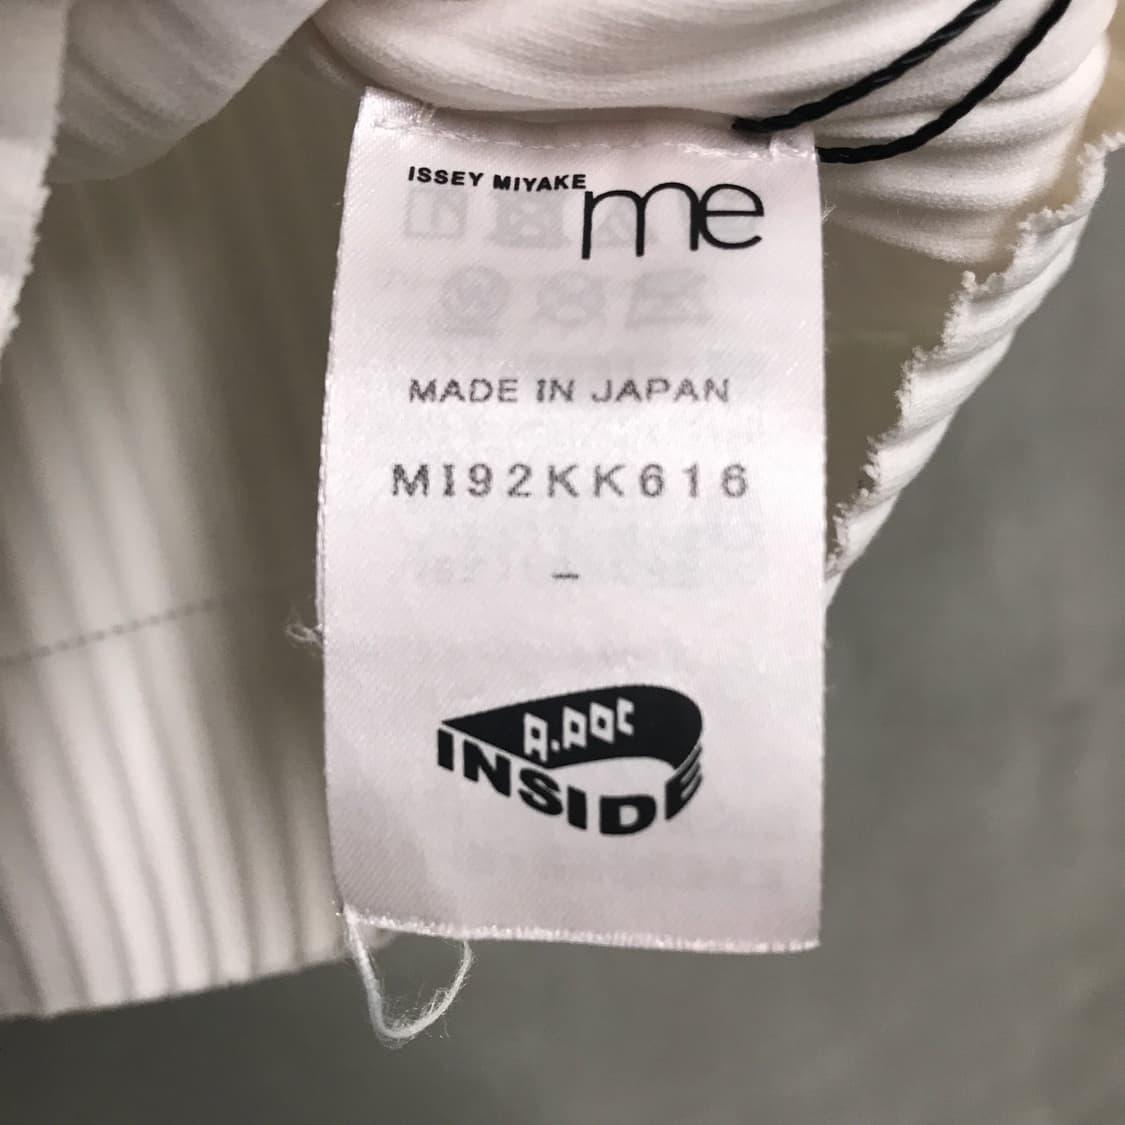 ISSEY MIYAKE
me
MADE IN JAPAN
MI92KK616
–
A.POC
INSIDE